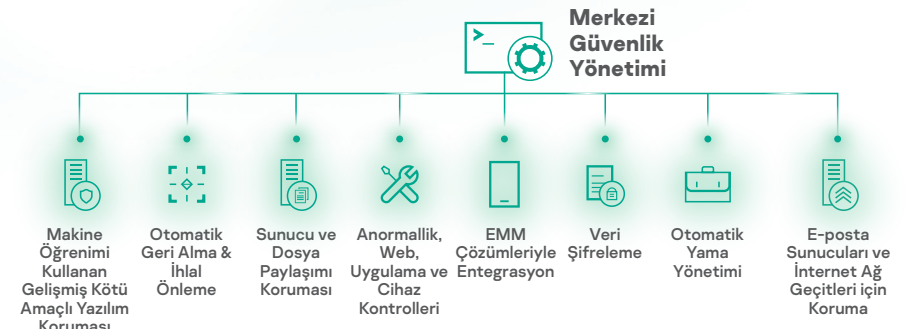 >_
Merkezi
Güvenlik
Yönetimi
Makine
Öğrenimi
Kullanan
Gelişmiş Kötü
Amaçlı Yazılım
Koruması
Otomatik
Geri Alma &
İhlal
Önleme
Sunucu ve
Dosya
Paylaşımı
Koruması
Anormallik,
Web,
Uygulama ve
Cihaz
Kontrolleri
EMM
Çözümleriyle
Entegrasyon
Veri
Şifreleme
Otomatik
Yama
Yönetimi
E-posta
Sunucuları ve
İnternet Ağ
Geçitleri için
Koruma